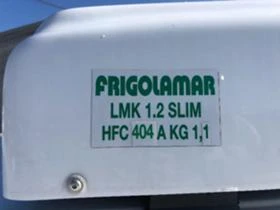 FRIGOLAMAR
LMK 1.2 SLIM
HFC 404 A KG 1,1